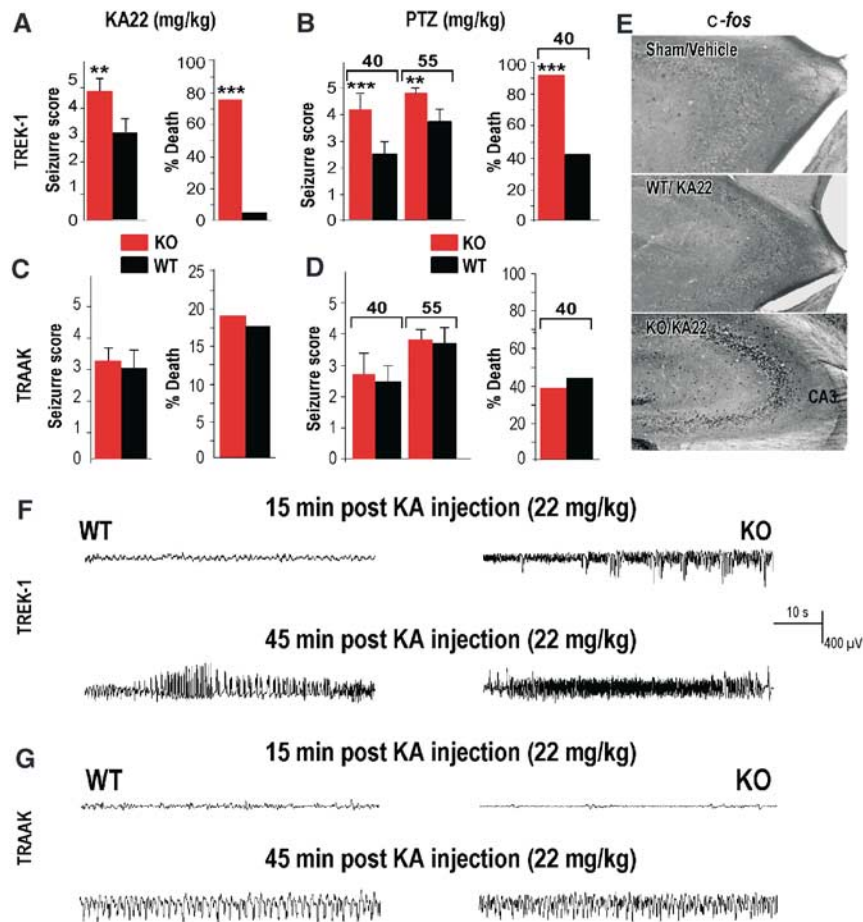 A
KA22 (mg/kg)
B
PTZ (mg/kg)
E
c-fos
TREK-1
Seizurre score
5
4
3
2
1
0
**
% Death
100
80
60
40
20
0
***
Seizurre score
5
4
3
2
1
0
40
55
***
**
% Death
100
80
60
40
20
0
40
***
Sham/Vehicle
WT/ KA22
KO/KA22
CA3
KO
WT
KO
WT
C
D
TRAAK
Seizurre score
5
4
3
2
1
0
% Death
25
20
15
10
5
0
Seizurre score
5
4
3
2
1
0
40
55
% Death
100
80
60
40
20
0
40
F
15 min post KA injection (22 mg/kg)
WT
KO
TREK-1
10 s
400 µV
45 min post KA injection (22 mg/kg)
15 min post KA injection (22 mg/kg)
G
WT
KO
TRAAK
45 min post KA injection (22 mg/kg)